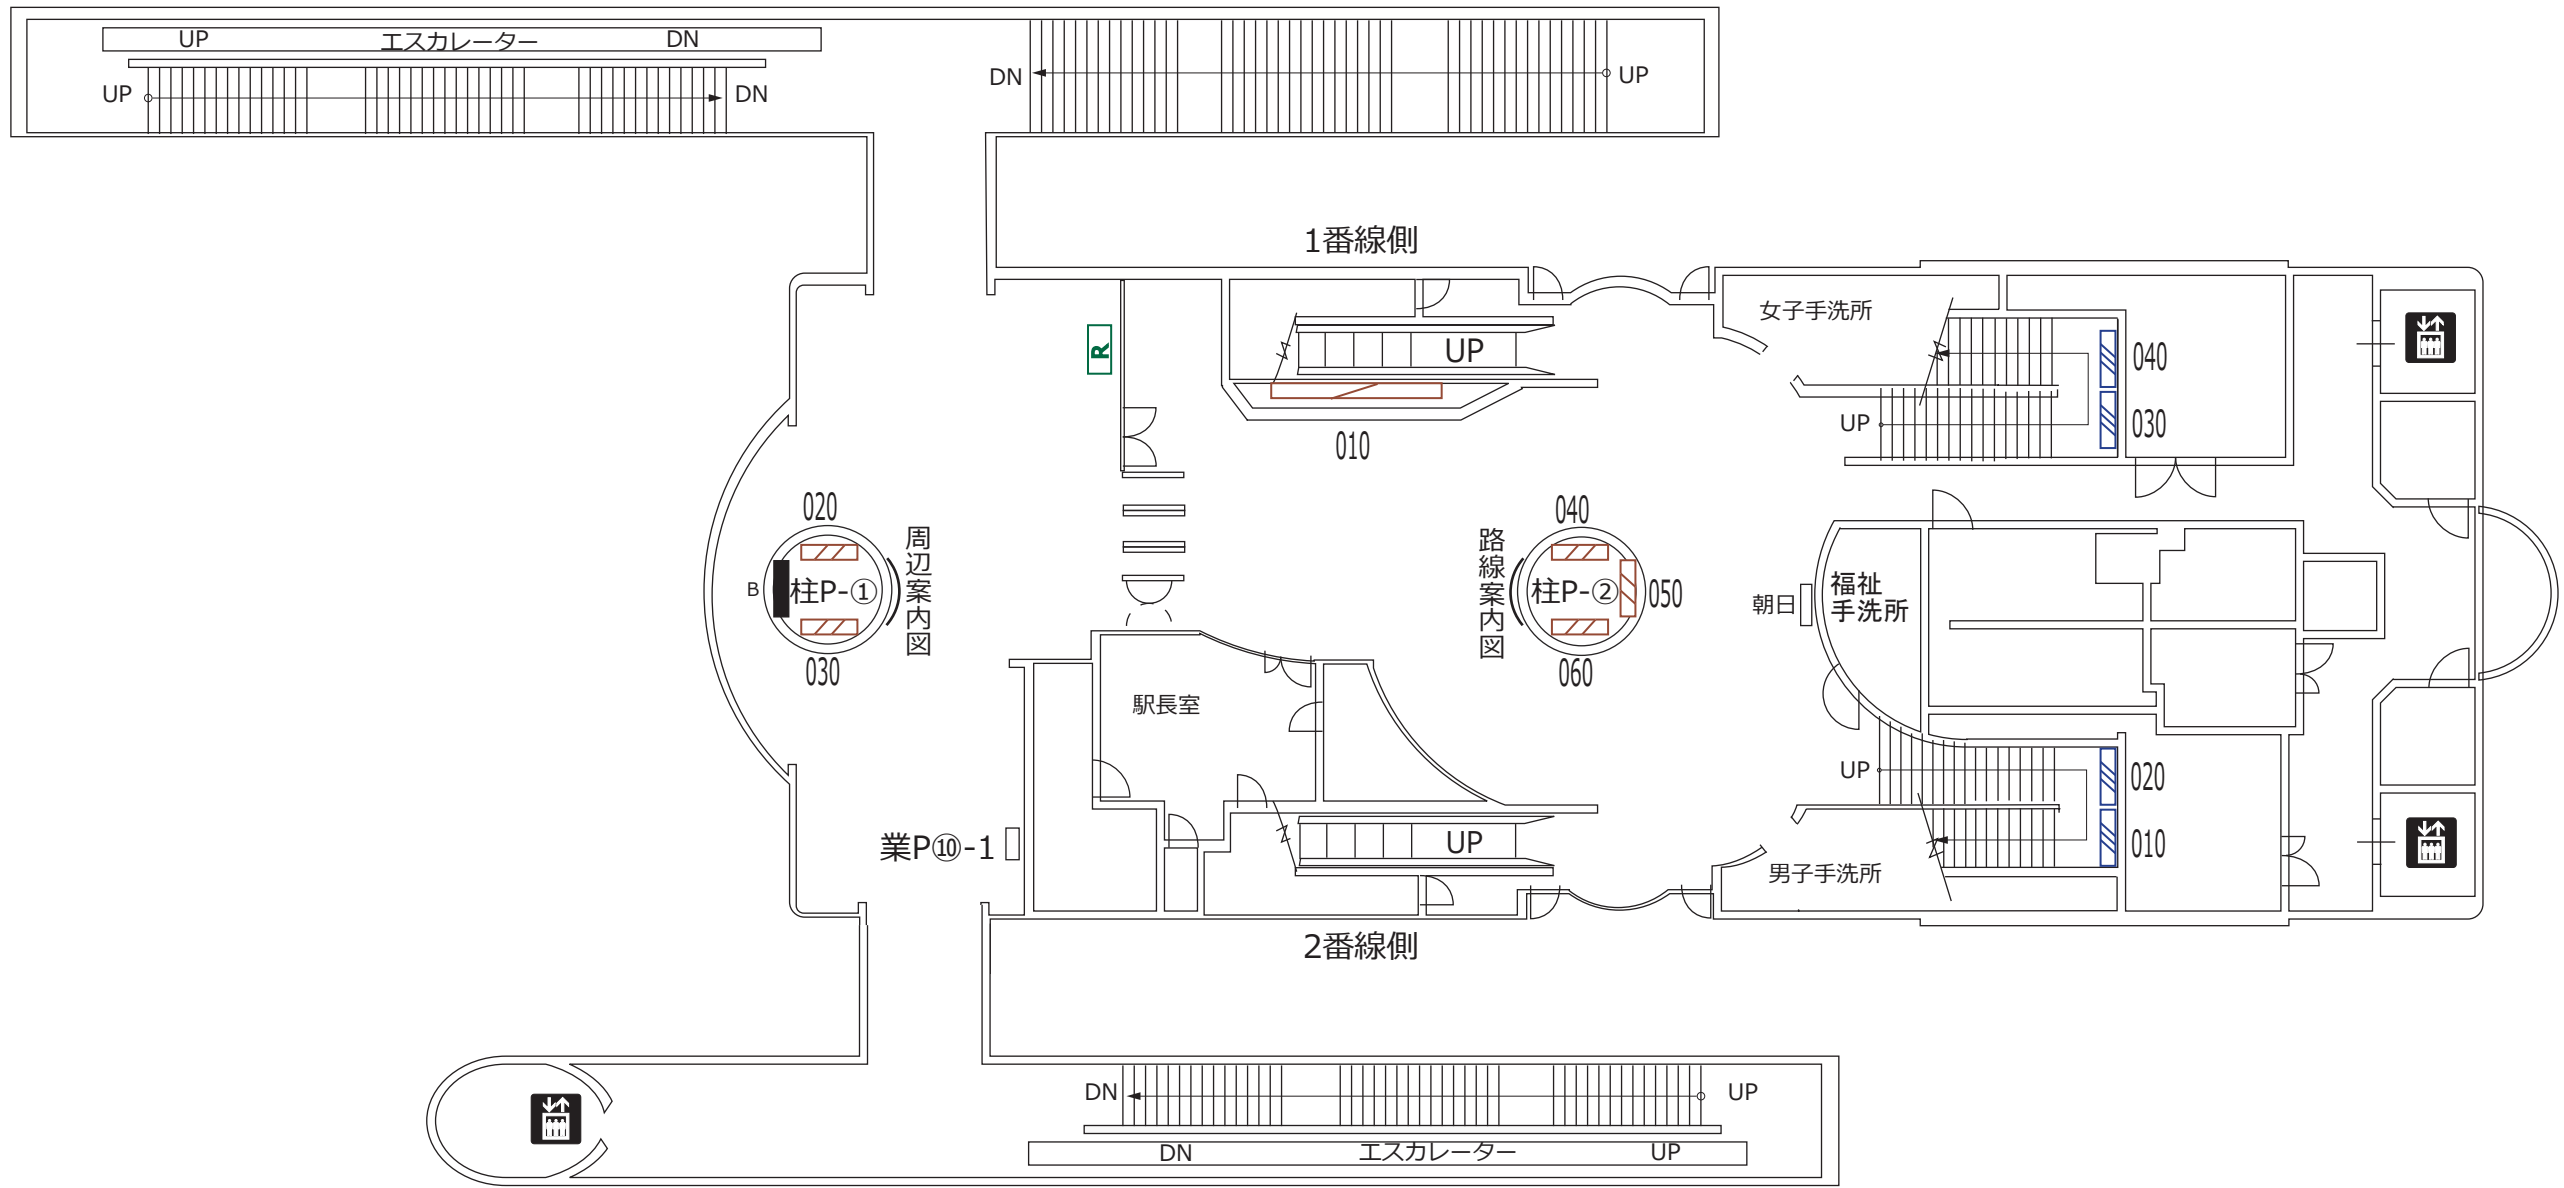 UP エスカレーター DN
UP DN
DN UP
1番線側
女子手洗所
R
UP
040
010
UP
030
020
040
周辺案内図
路線案内図
B
柱P-①
柱P-②
050
朝日
福祉
手洗所
030
060
駅長室
UP
020
業P⑩-1
UP
010
男子手洗所
2番線側
DN UP
DN エスカレーター UP